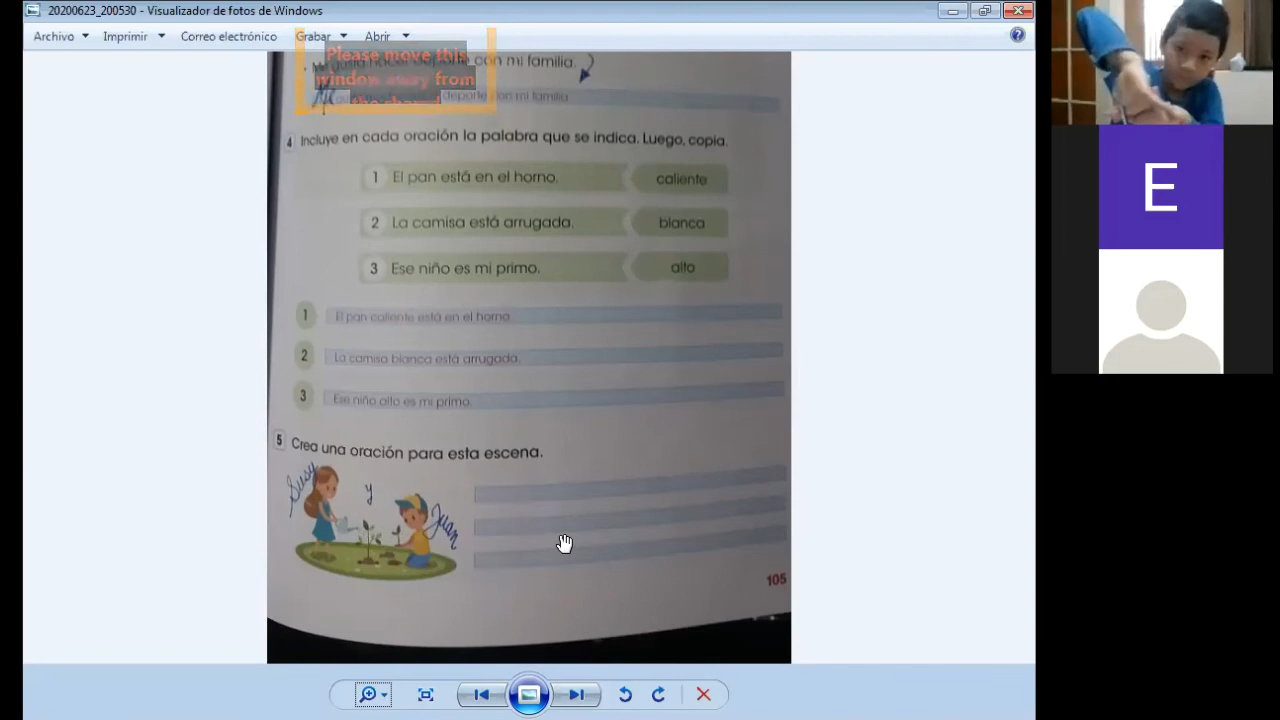 20200623_200530 - Visualizador de fotos de Windows
Archivo Imprimir Correo electrónico Grabar Abrir
Please move this
window away from
the shared
con mi familia.
deporte con mi familia
4 Incluye en cada oración la palabra que se indica. Luego, copia.
1 El pan está en el horno. caliente
2 La camisa está arrugada. blanca
3 Ese niño es mi primo. alto
1 El pan caliente está en el horno.
2 La camisa blanca está arrugada.
3 Ese niño alto es mi primo.
5 Crea una oración para esta escena.
Susy y Juan
105
E